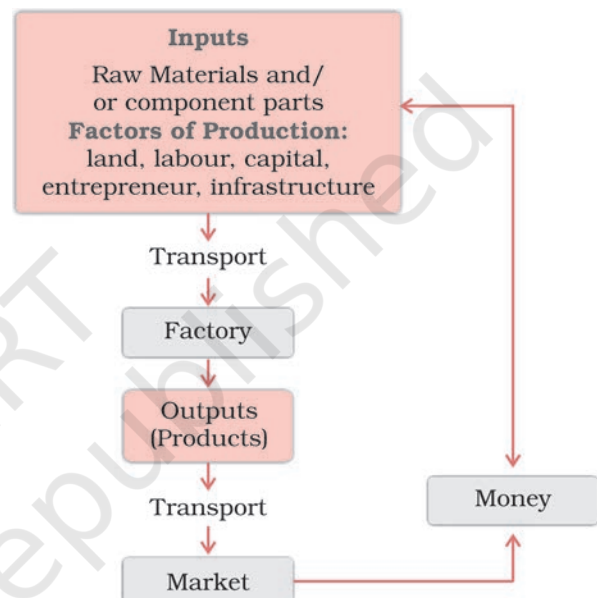 Inputs
Raw Materials and/
or component parts
Factors of Production:
land, labour, capital,
entrepreneur, infrastructure
Transport
Factory
Outputs
(Products)
Transport
Money
Market